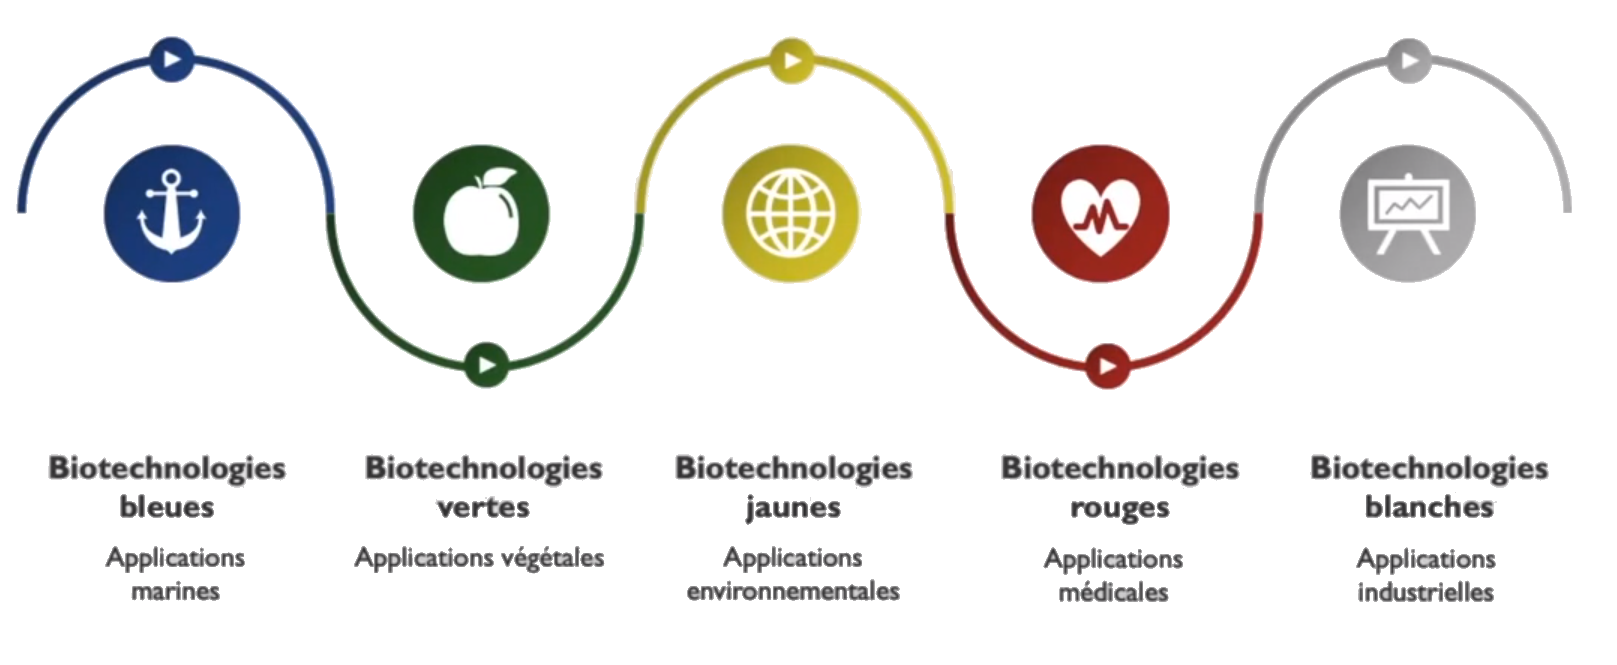 Biotechnologies
bleues
Applications
marines
Biotechnologies
vertes
Applications végétales
Biotechnologies
jaunes
Applications
environnementales
Biotechnologies
rouges
Applications
médicales
Biotechnologies
blanches
Applications
industrielles